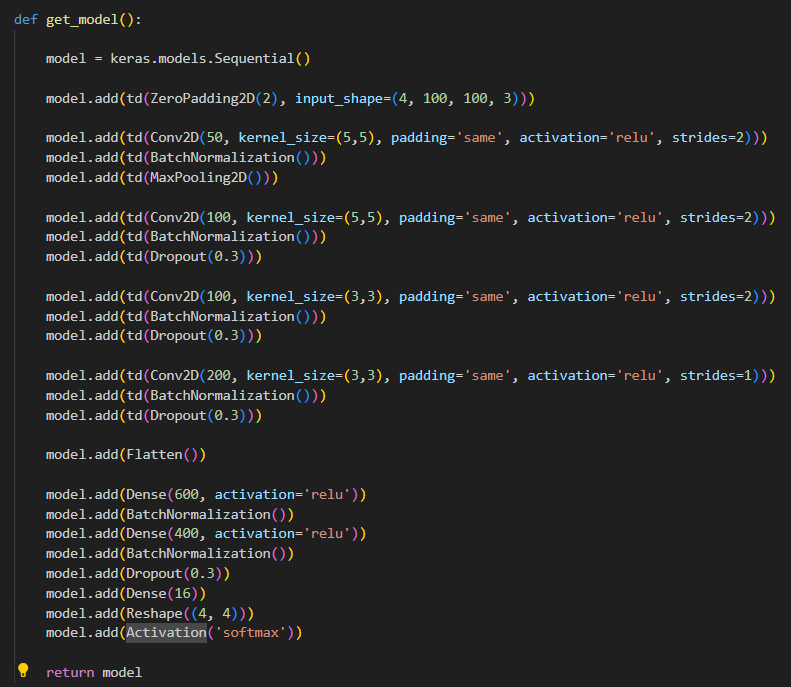 def get_model():
model = keras.models.Sequential()
model.add(td(ZeroPadding2D(2), input_shape=(4, 100, 100, 3)))
model.add(td(Conv2D(50, kernel_size=(5,5), padding='same', activation='relu', strides=2)))
model.add(td(BatchNormalization()))
model.add(td(MaxPooling2D()))
model.add(td(Conv2D(100, kernel_size=(5,5), padding='same', activation='relu', strides=2)))
model.add(td(BatchNormalization()))
model.add(td(Dropout(0.3)))
model.add(td(Conv2D(100, kernel_size=(3,3), padding='same', activation='relu', strides=2)))
model.add(td(BatchNormalization()))
model.add(td(Dropout(0.3)))
model.add(td(Conv2D(200, kernel_size=(3,3), padding='same', activation='relu', strides=1)))
model.add(td(BatchNormalization()))
model.add(td(Dropout(0.3)))
model.add(Flatten())
model.add(Dense(600, activation='relu'))
model.add(BatchNormalization())
model.add(Dense(400, activation='relu'))
model.add(BatchNormalization())
model.add(Dropout(0.3))
model.add(Dense(16))
model.add(Reshape((4, 4)))
model.add(Activation('softmax'))
return model